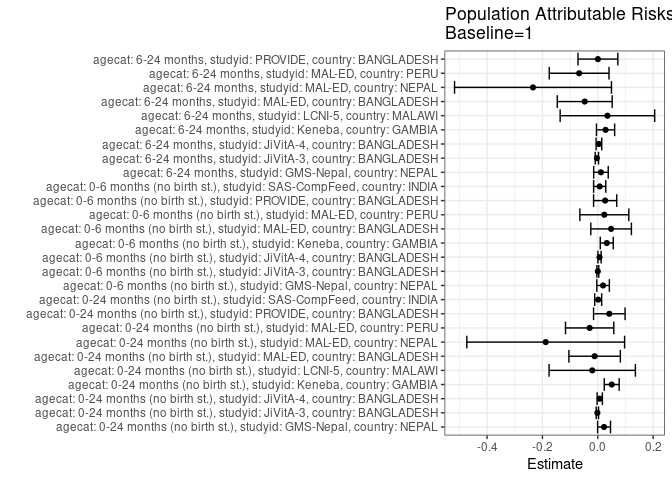 Population Attributable Risks
Baseline=1
agecat: 6-24 months, studyid: PROVIDE, country: BANGLADESH
agecat: 6-24 months, studyid: MAL-ED, country: PERU
agecat: 6-24 months, studyid: MAL-ED, country: NEPAL
agecat: 6-24 months, studyid: MAL-ED, country: BANGLADESH
agecat: 6-24 months, studyid: LCNI-5, country: MALAWI
agecat: 6-24 months, studyid: Keneba, country: GAMBIA
agecat: 6-24 months, studyid: JiVitA-4, country: BANGLADESH
agecat: 6-24 months, studyid: JiVitA-3, country: BANGLADESH
agecat: 6-24 months, studyid: GMS-Nepal, country: NEPAL
agecat: 0-6 months (no birth st.), studyid: SAS-CompFeed, country: INDIA
agecat: 0-6 months (no birth st.), studyid: PROVIDE, country: BANGLADESH
agecat: 0-6 months (no birth st.), studyid: MAL-ED, country: PERU
agecat: 0-6 months (no birth st.), studyid: MAL-ED, country: BANGLADESH
agecat: 0-6 months (no birth st.), studyid: Keneba, country: GAMBIA
agecat: 0-6 months (no birth st.), studyid: JiVitA-4, country: BANGLADESH
agecat: 0-6 months (no birth st.), studyid: JiVitA-3, country: BANGLADESH
agecat: 0-6 months (no birth st.), studyid: GMS-Nepal, country: NEPAL
agecat: 0-24 months (no birth st.), studyid: SAS-CompFeed, country: INDIA
agecat: 0-24 months (no birth st.), studyid: PROVIDE, country: BANGLADESH
agecat: 0-24 months (no birth st.), studyid: MAL-ED, country: PERU
agecat: 0-24 months (no birth st.), studyid: MAL-ED, country: NEPAL
agecat: 0-24 months (no birth st.), studyid: MAL-ED, country: BANGLADESH
agecat: 0-24 months (no birth st.), studyid: LCNI-5, country: MALAWI
agecat: 0-24 months (no birth st.), studyid: Keneba, country: GAMBIA
agecat: 0-24 months (no birth st.), studyid: JiVitA-4, country: BANGLADESH
agecat: 0-24 months (no birth st.), studyid: JiVitA-3, country: BANGLADESH
agecat: 0-24 months (no birth st.), studyid: GMS-Nepal, country: NEPAL
-0.4 -0.2 0.0 0.2
Estimate